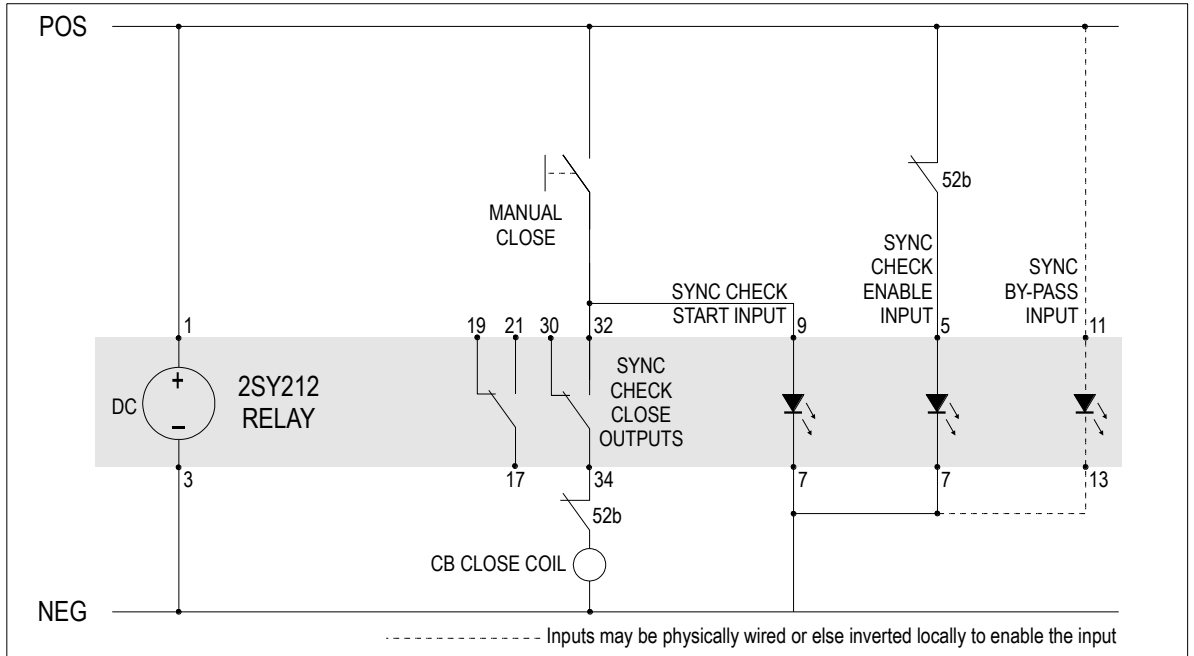 POS
52b
MANUAL
CLOSE
SYNC
CHECK
ENABLE
INPUT
SYNC
BY-PASS
INPUT
SYNC CHECK
START INPUT
1
19
21
30
32
9
5
11
+
DC
–
2SY212
RELAY
SYNC
CHECK
CLOSE
OUTPUTS
3
17
34
7
7
13
52b
CB CLOSE COIL
NEG
Inputs may be physically wired or else inverted locally to enable the input